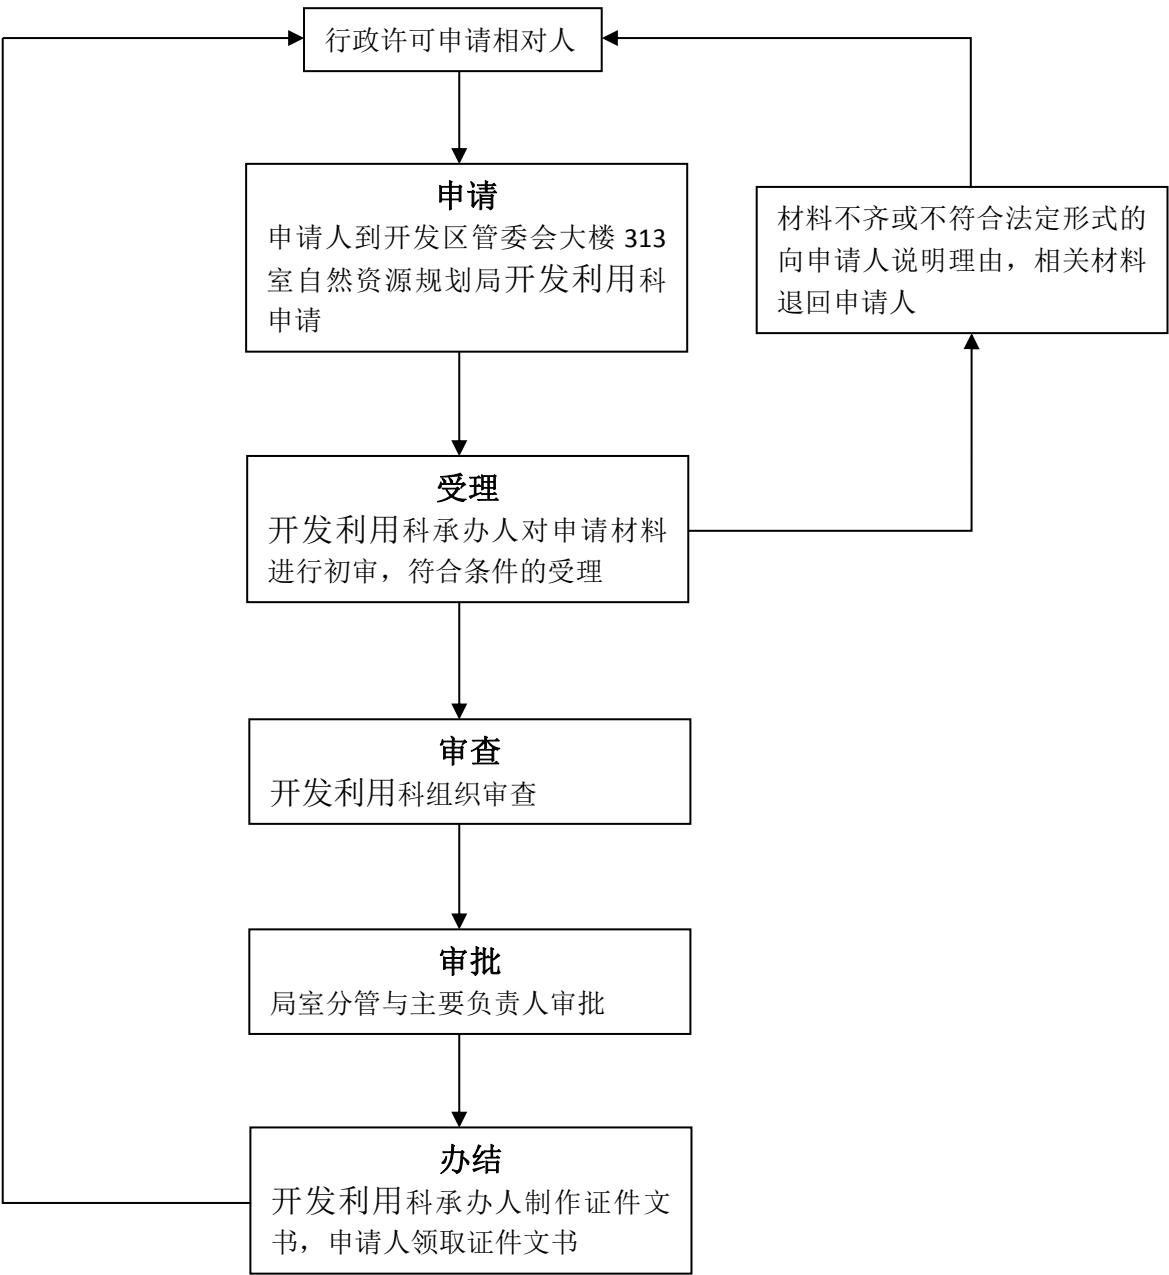 行政许可申请相对人
申请
申请人到开发区管委会大楼 313
室自然资源规划局开发利用科
申请
材料不齐或不符合法定形式的
向申请人说明理由，相关材料
退回申请人
受理
开发利用科承办人对申请材料
进行初审，符合条件的受理
审查
开发利用科组织审查
审批
局室分管与主要负责人审批
办结
开发利用科承办人制作证件文
书，申请人领取证件文书